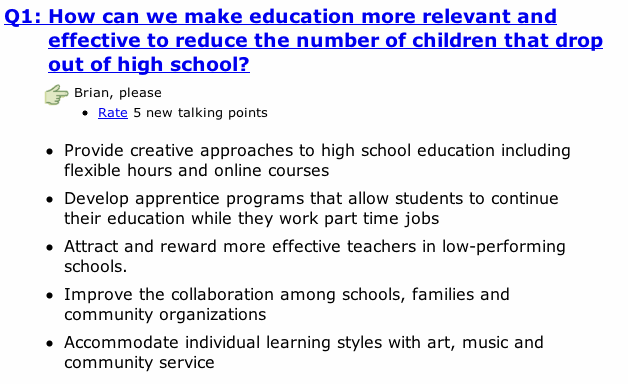 Q1: How can we make education more relevant and
effective to reduce the number of children that drop
out of high school?
Brian, please
• Rate 5 new talking points
• Provide creative approaches to high school education including
flexible hours and online courses
• Develop apprentice programs that allow students to continue
their education while they work part time jobs
• Attract and reward more effective teachers in low-performing
schools.
• Improve the collaboration among schools, families and
community organizations
• Accommodate individual learning styles with art, music and
community service